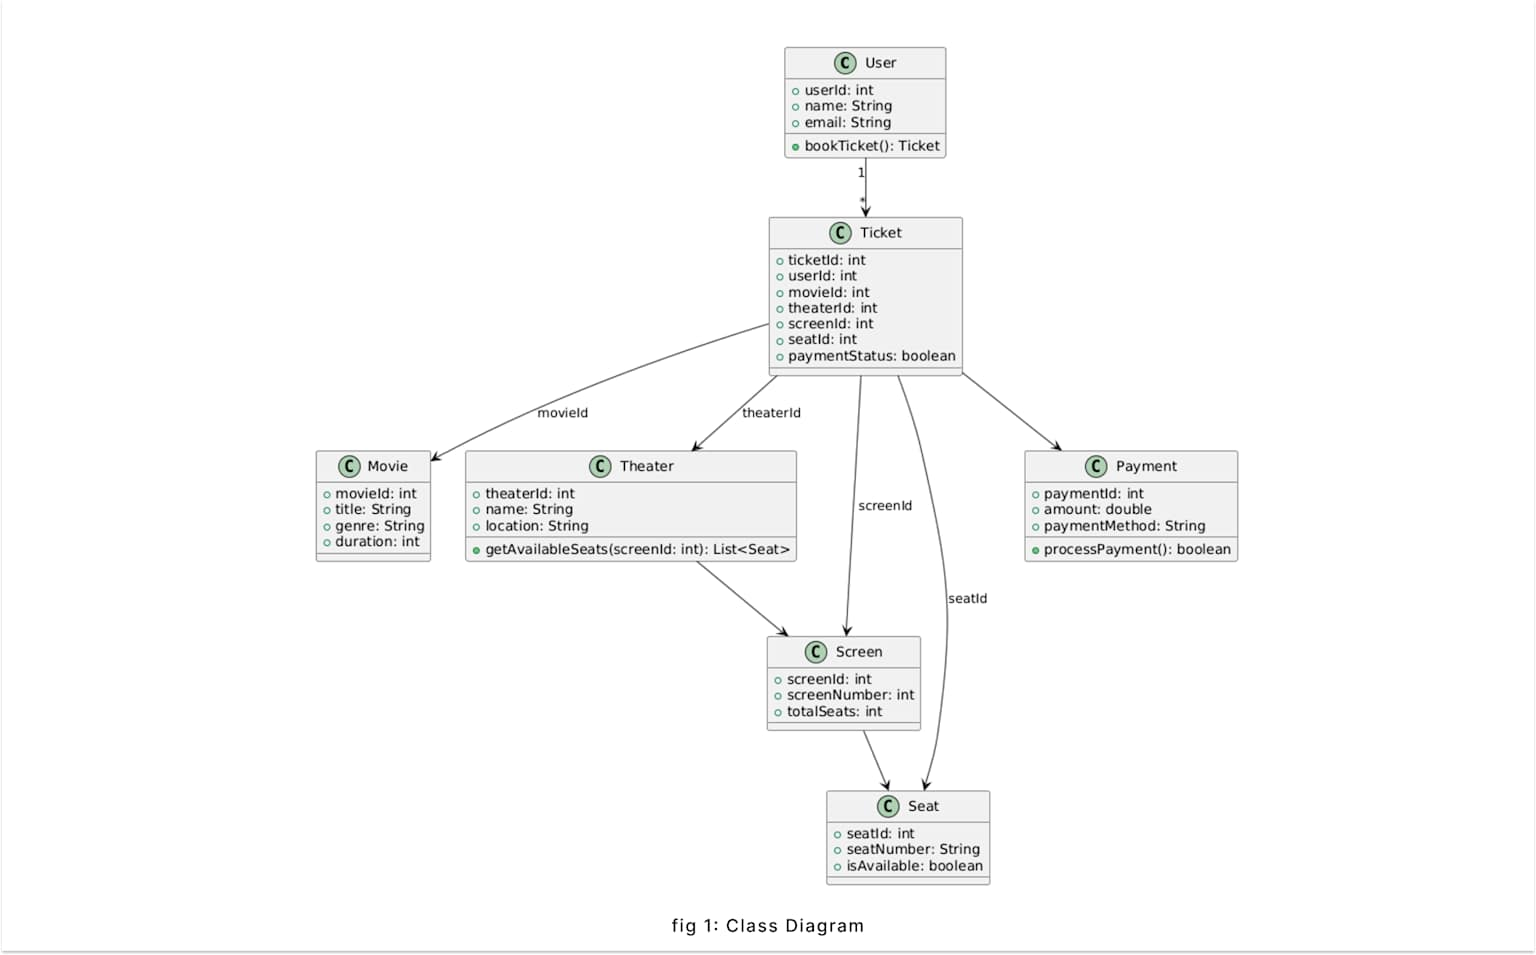 C User
userId: int
name: String
email: String
bookTicket(): Ticket
1
*
C Ticket
ticketId: int
userId: int
movieId: int
theaterId: int
screenId: int
seatId: int
paymentStatus: boolean
movieId
theaterId
C Movie
movieId: int
title: String
genre: String
duration: int
C Theater
theaterId: int
name: String
location: String
getAvailableSeats(screenId: int): List<Seat>
screenId
C Payment
paymentId: int
amount: double
paymentMethod: String
processPayment(): boolean
seatId
C Screen
screenId: int
screenNumber: int
totalSeats: int
C Seat
seatId: int
seatNumber: String
isAvailable: boolean
fig 1: Class Diagram